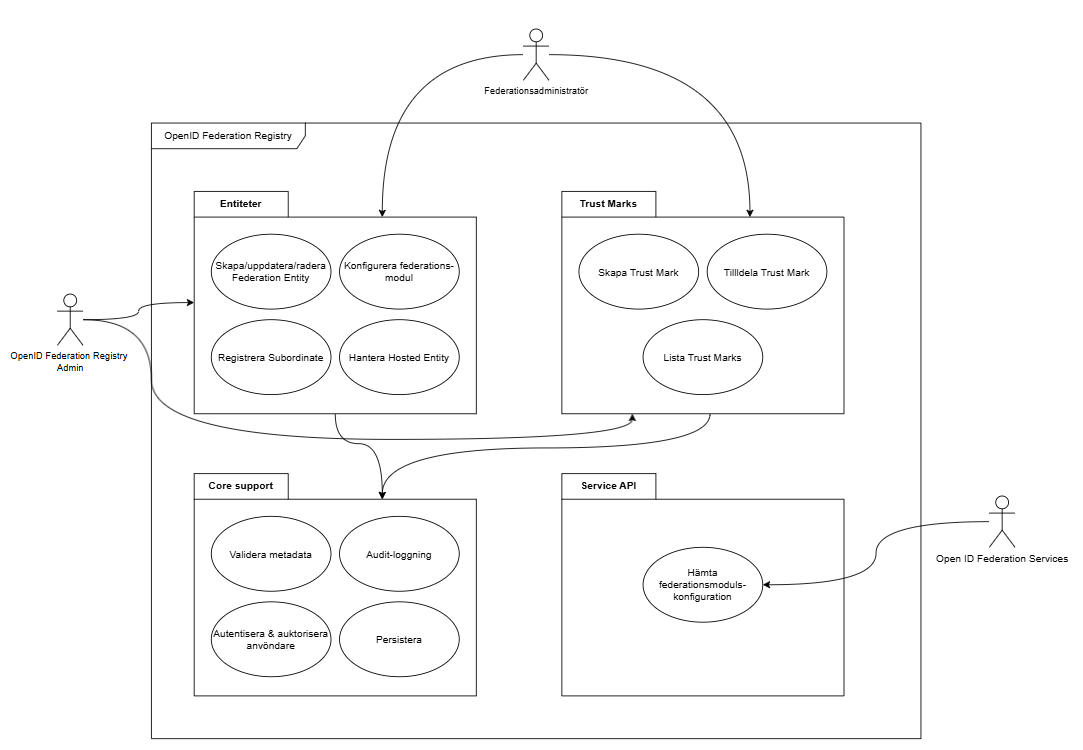 Federationsadministratör
OpenID Federation Registry
Entiteter
Skapa/uppdatera/radera
Federation Entity
Konfigurera federations-
modul
Registrera Subordinate
Hantera Hosted Entity
Trust Marks
Skapa Trust Mark
Tillldela Trust Mark
Lista Trust Marks
OpenID Federation Registry
Admin
Core support
Validera metadata
Audit-loggning
Autentisera & auktorisera
anvöndare
Persistera
Service API
Hämta
federationsmoduls-
konfiguration
Open ID Federation Services